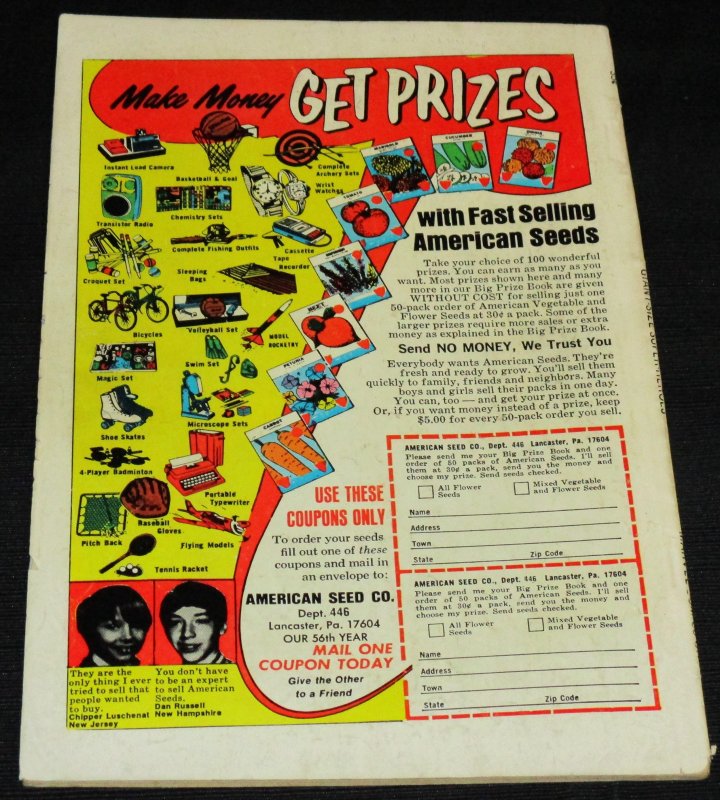 Make Money GET PRIZES
Instant Load Camera
Basketball & Goal
Complete
Archery Sets
Wrist
Watches
Transistor Radio
Chemistry Sets
Complete Fishing Outfits
Cassette
Tape
Recorder
Croquet Set
Sleeping
Bags
Bicycles
Volleyball Set
MODEL
ROCKETRY
Magic Set
Swim Set
Shoe Skates
Microscope Sets
4-Player Badminton
Portable
Typewriter
Pitch Back
Baseball
Gloves
Flying Models
Tennis Racket
MARIGOLD
CUCUMBER
ZINNIA
TOMATO
BEET
PETUNIA
CARROT
With Fast Selling
American Seeds
Take your choice of 100 wonderful
prizes. You can earn as many as you
want. Most prizes shown here and many
more in our Big Prize Book are given
WITHOUT COST for selling just one
50-pack order of American Vegetable and
Flower Seeds at 30¢ a pack. Some of the
larger prizes require more sales or extra
money as explained in the Big Prize Book.
Send NO MONEY, We Trust You
Everybody wants American Seeds. They're
fresh and ready to grow. You'll sell them
quickly to family, friends and neighbors. Many
boys and girls sell their packs in one day.
You can, too — and get your prize at once.
Or, if you want money instead of a prize, keep
$5.00 for every 50-pack order you sell.
USE THESE
COUPONS ONLY
To order your seeds
fill out one of these
coupons and mail in
an envelope to:
AMERICAN SEED CO.
Dept. 446
Lancaster, Pa. 17604
OUR 56th YEAR
MAIL ONE
COUPON TODAY
Give the Other
to a Friend
AMERICAN SEED CO., Dept. 446 Lancaster, Pa. 17604
Please send me your Big Prize Book and one
order of 50 packs of American Seeds. I'll sell
them at 30¢ a pack, send you the money and
choose my prize. Send seeds checked.
All Flower
Seeds
Mixed Vegetable
and Flower Seeds
Name
Address
Town
State Zip Code
AMERICAN SEED CO., Dept. 446 Lancaster, Pa. 17604
Please send me your Big Prize Book and one
order of 50 packs of American Seeds. I'll sell
them at 30¢ a pack, send you the money and
choose my prize. Send seeds checked.
All Flower
Seeds
Mixed Vegetable
and Flower Seeds
Name
Address
Town
State Zip Code
They are the
only thing I ever
tried to sell that
people wanted
to buy.
Chipper Luschenat
New Jersey
You don't have
to be an expert
to sell American
Seeds.
Dan Russell
New Hampshire